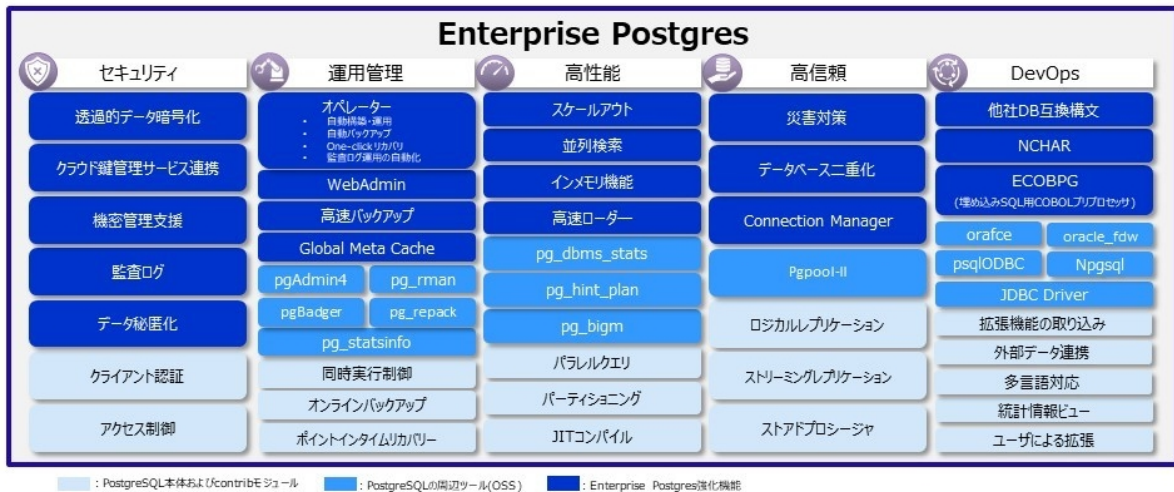 Enterprise Postgres
セキュリティ
透過的データ暗号化
クラウド鍵管理サービス連携
機密管理支援
監査ログ
データ秘匿化
クライアント認証
アクセス制御
運用管理
オペレーター
・ 自動構築・運用
・ 自動バックアップ
・ One-clickリカバリ
・ 監査ログ運用の自動化
WebAdmin
高速バックアップ
Global Meta Cache
pgAdmin4 pg_rman
pgBadger pg_repack
pg_statsinfo
同時実行制御
オンラインバックアップ
ポイントインタイムリカバリー
高性能
スケールアウト
並列検索
インメモリ機能
高速ローダー
pg_dbms_stats
pg_hint_plan
pg_bigm
パラレルクエリ
パーティショニング
JITコンパイル
高信頼
災害対策
データベース二重化
Connection Manager
Pgpool-II
ロジカルレプリケーション
ストリーミングレプリケーション
ストアドプロシージャ
DevOps
他社DB互換構文
NCHAR
ECOBPG
(埋め込みSQL用COBOLプリプロセッサ)
orafce oracle_fdw
psqlODBC Npgsql
JDBC Driver
拡張機能の取り込み
外部データ連携
多言語対応
統計情報ビュー
ユーザによる拡張
: PostgreSQL本体およびcontribモジュール
: PostgreSQLの周辺ツール(OSS)
: Enterprise Postgres強化機能